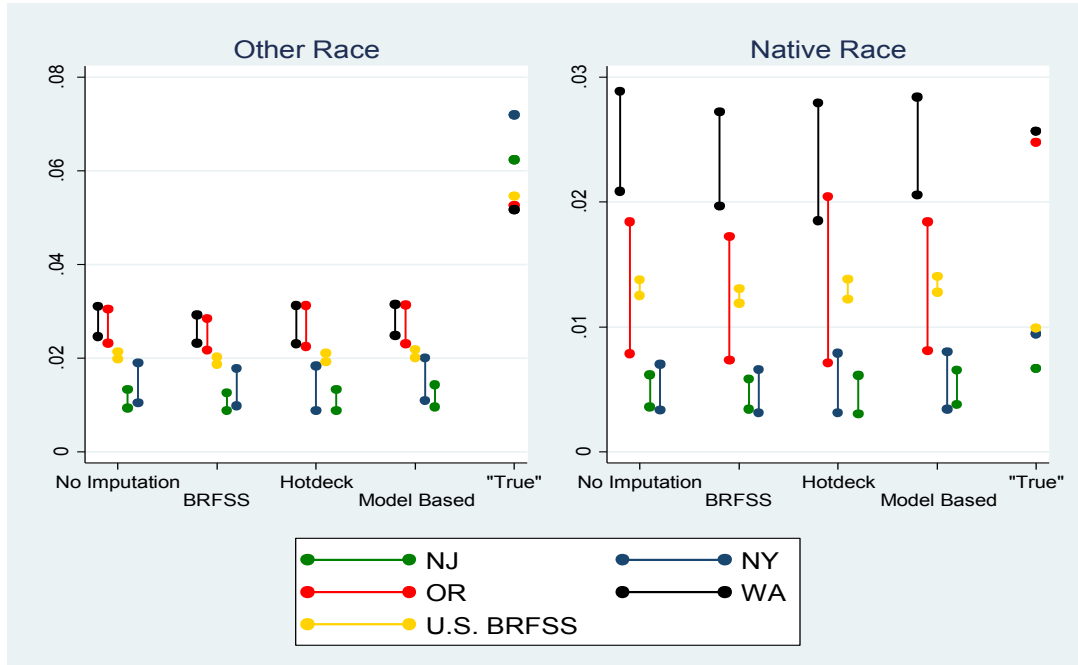 Other Race
Native Race
.08
.06
.04
.02
0
.03
.02
.01
0
No Imputation
BRFSS
Hotdeck
Model Based
"True"
No Imputation
BRFSS
Hotdeck
Model Based
"True"
NJ
NY
OR
WA
U.S. BRFSS